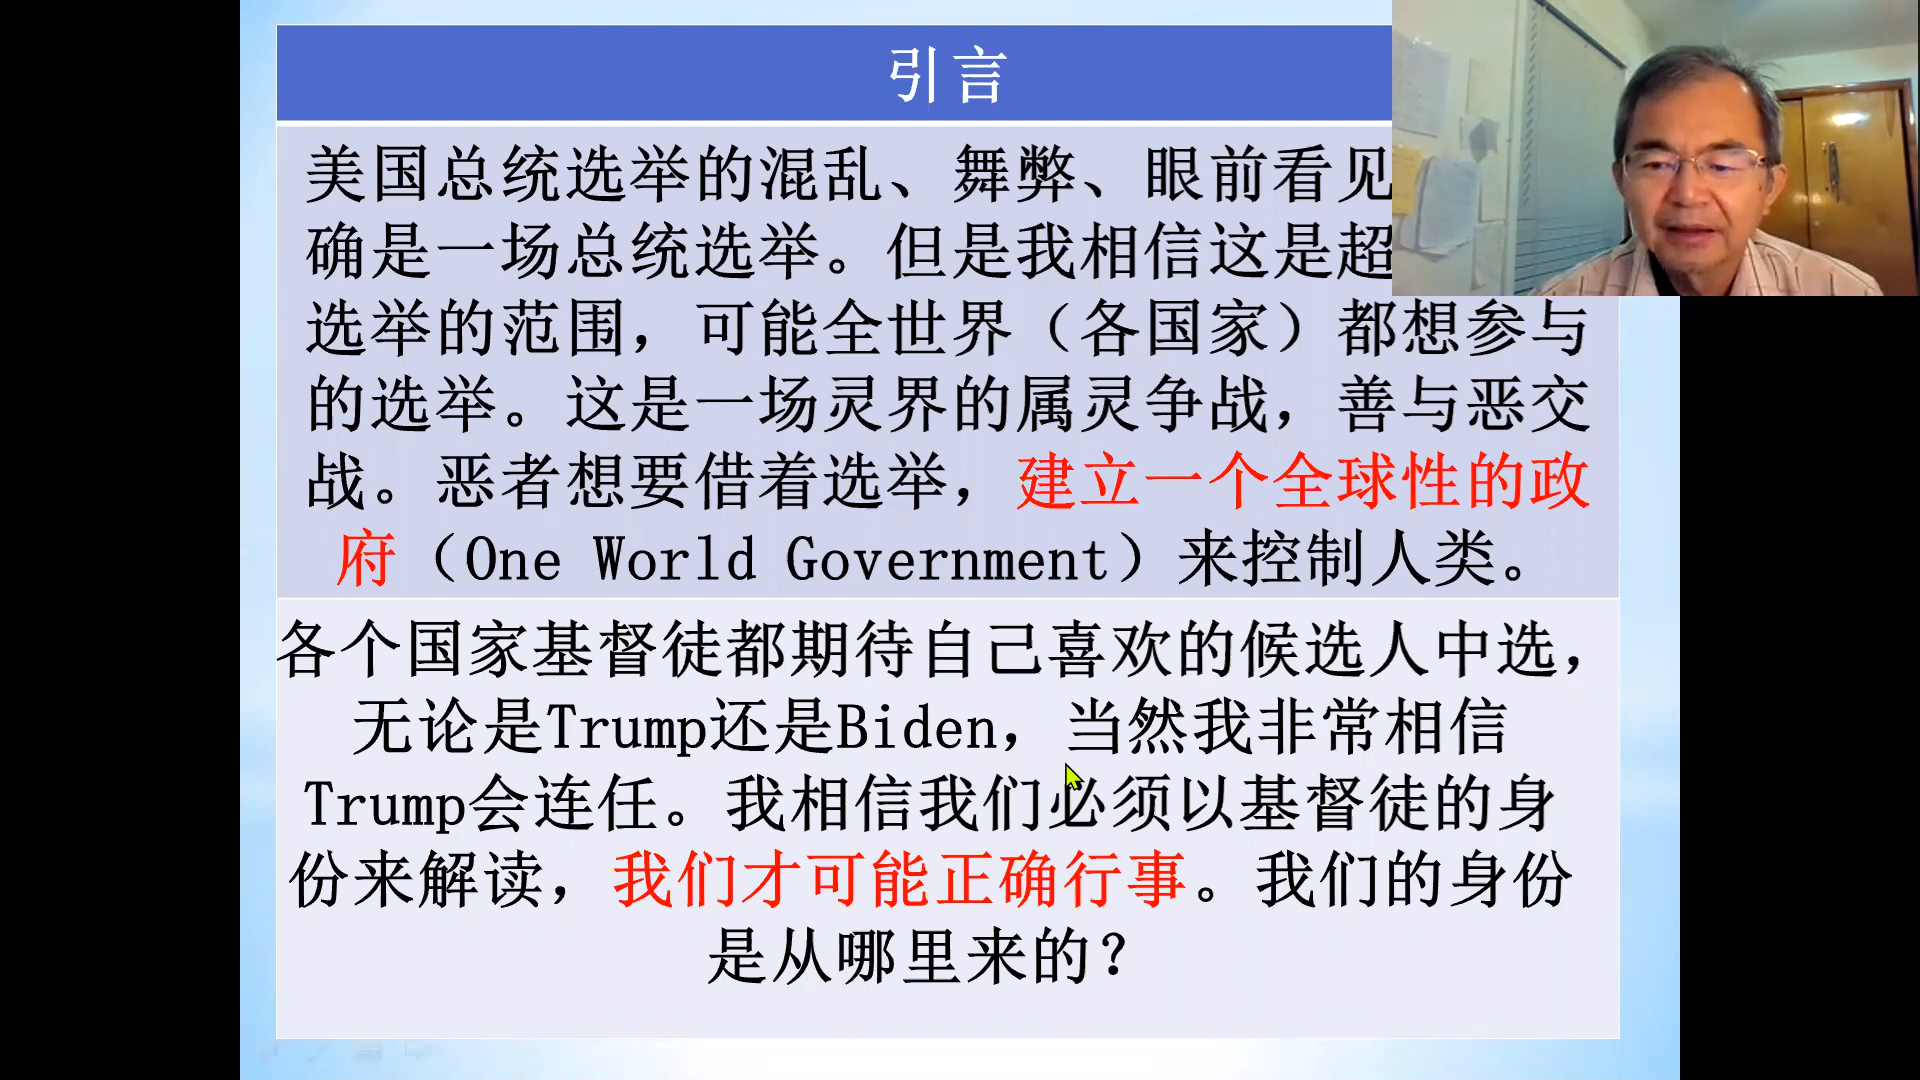 引言
美国总统选举的混乱、舞弊、眼前看见
确是一场总统选举。但是我相信这是超
选举的范围，可能全世界（各国家）都想参与
的选举。这是一场灵界的属灵争战，善与恶交
战。恶者想要借着选举，建立一个全球性的政
府（One World Government）来控制人类。
各个国家基督徒都期待自己喜欢的候选人中选，
无论是Trump还是Biden，当然我非常相信
Trump会连任。我相信我们必须以基督徒的身
份来解读，我们才可能正确行事。我们的身份
是从哪里来的？